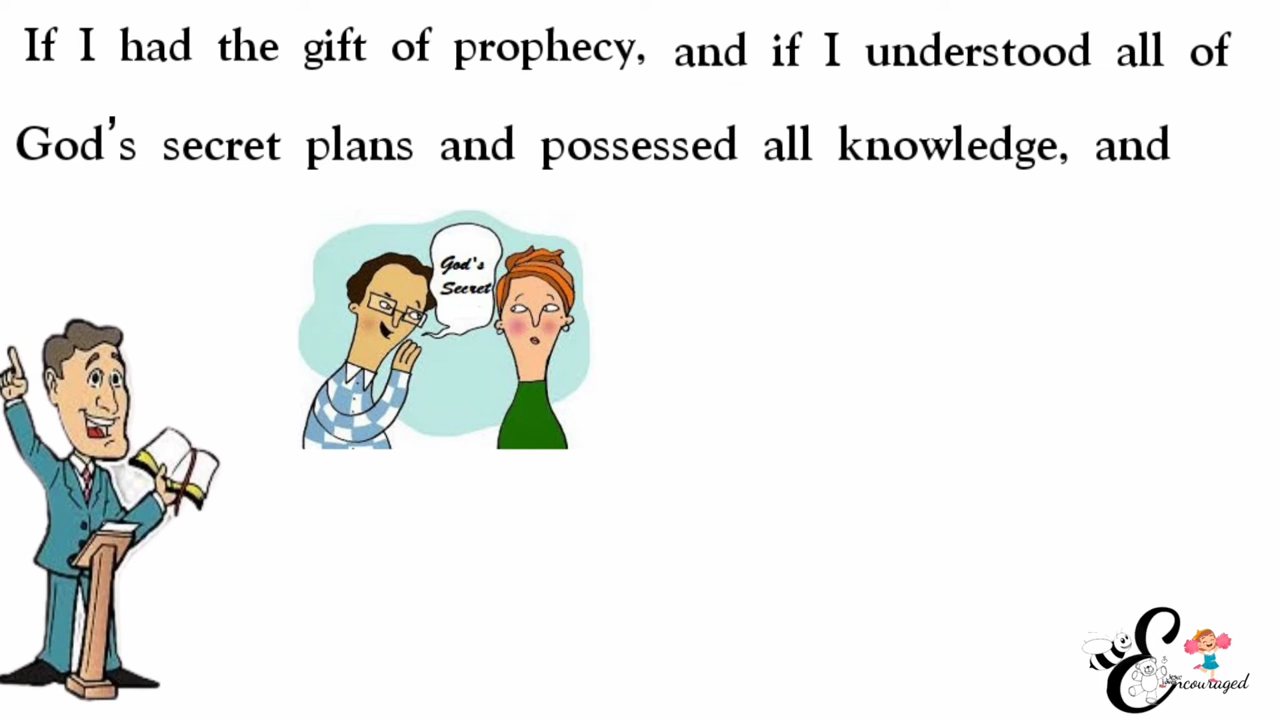 If I had the gift of prophecy, and if I understood all of
God's secret plans and possessed all knowledge, and
God's
Secret
Encouraged